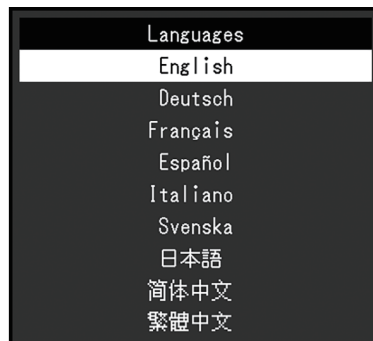 Languages
English
Deutsch
Français
Español
Italiano
Svenska
日本語
简体中文
繁體中文